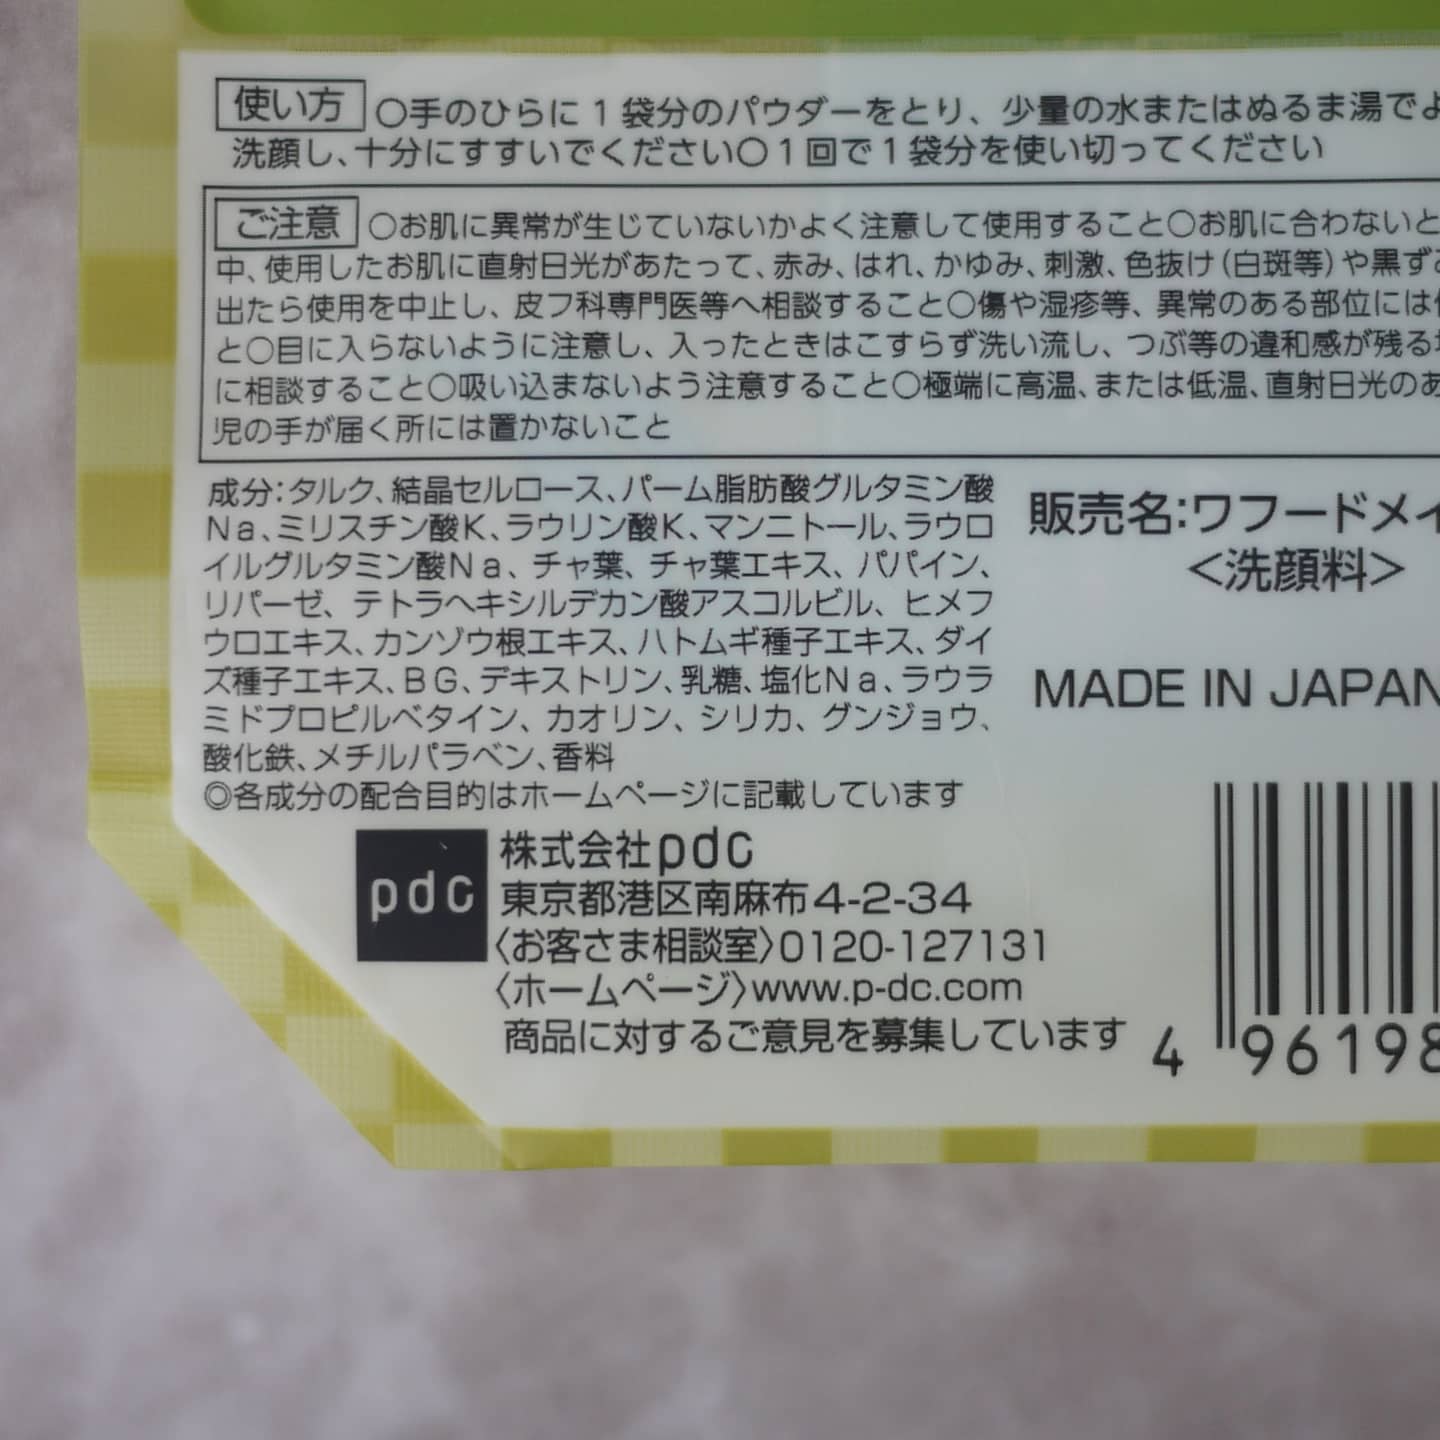 使い方 ○手のひらに1袋分のパウダーをとり、少量の水またはぬるま湯でよ
洗顔し、十分にすすいでください○1回で1袋分を使い切ってください
ご注意 ○お肌に異常が生じていないかよく注意して使用すること○お肌に合わないと
中、使用したお肌に直射日光があたって、赤み、はれ、かゆみ、刺激、色抜け(白斑等)や黒ずみ
出たら使用を中止し、皮フ科専門医等へ相談すること○傷や湿疹等、異常のある部位には使
と○目に入らないように注意し、入ったときはこすらず洗い流し、つぶ等の違和感が残る場
に相談すること○吸い込まないよう注意すること○極端に高温、または低温、直射日光のあ
児の手が届く所には置かないこと
成分:タルク、結晶セルロース、パーム脂肪酸グルタミン酸
Na、ミリスチン酸K、ラウリン酸K、マンニトール、ラウロ
イルグルタミン酸Na、チャ葉、チャ葉エキス、パパイン、
リパーゼ、テトラヘキシルデカン酸アスコルビル、ヒメフ
ウロエキス、カンゾウ根エキス、ハトムギ種子エキス、ダイ
ズ種子エキス、BG、デキストリン、乳糖、塩化Na、ラウラ
ミドプロピルベタイン、カオリン、シリカ、グンジョウ、
酸化鉄、メチルパラベン、香料
◎各成分の配合目的はホームページに記載しています
販売名:ワフードメイ
<洗顔料>
MADE IN JAPAN
pdc
株式会社pdc
東京都港区南麻布4-2-34
〈お客さま相談室〉0120-127131
〈ホームページ〉www.p-dc.com
商品に対するご意見を募集しています
4 96198